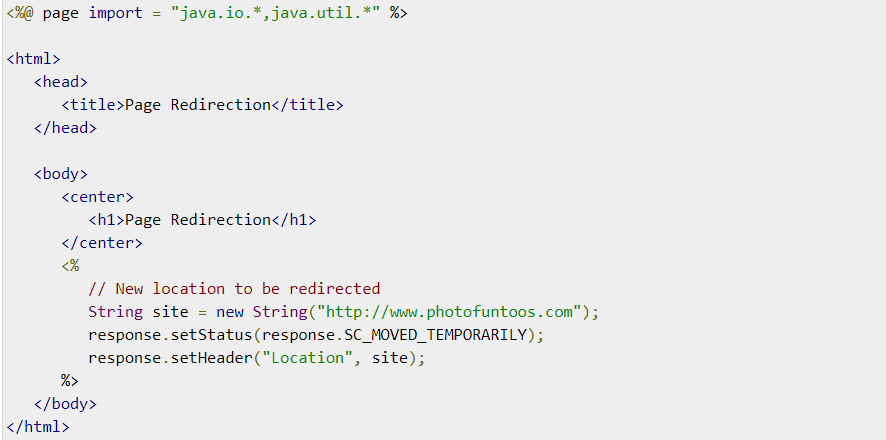 <%@ page import = "java.io.*,java.util.*" %>
<html>
<head>
<title>Page Redirection</title>
</head>
<body>
<center>
<h1>Page Redirection</h1>
</center>
<%
// New location to be redirected
String site = new String("http://www.photofuntoos.com");
response.setStatus(response.SC_MOVED_TEMPORARILY);
response.setHeader("Location", site);
%>
</body>
</html>